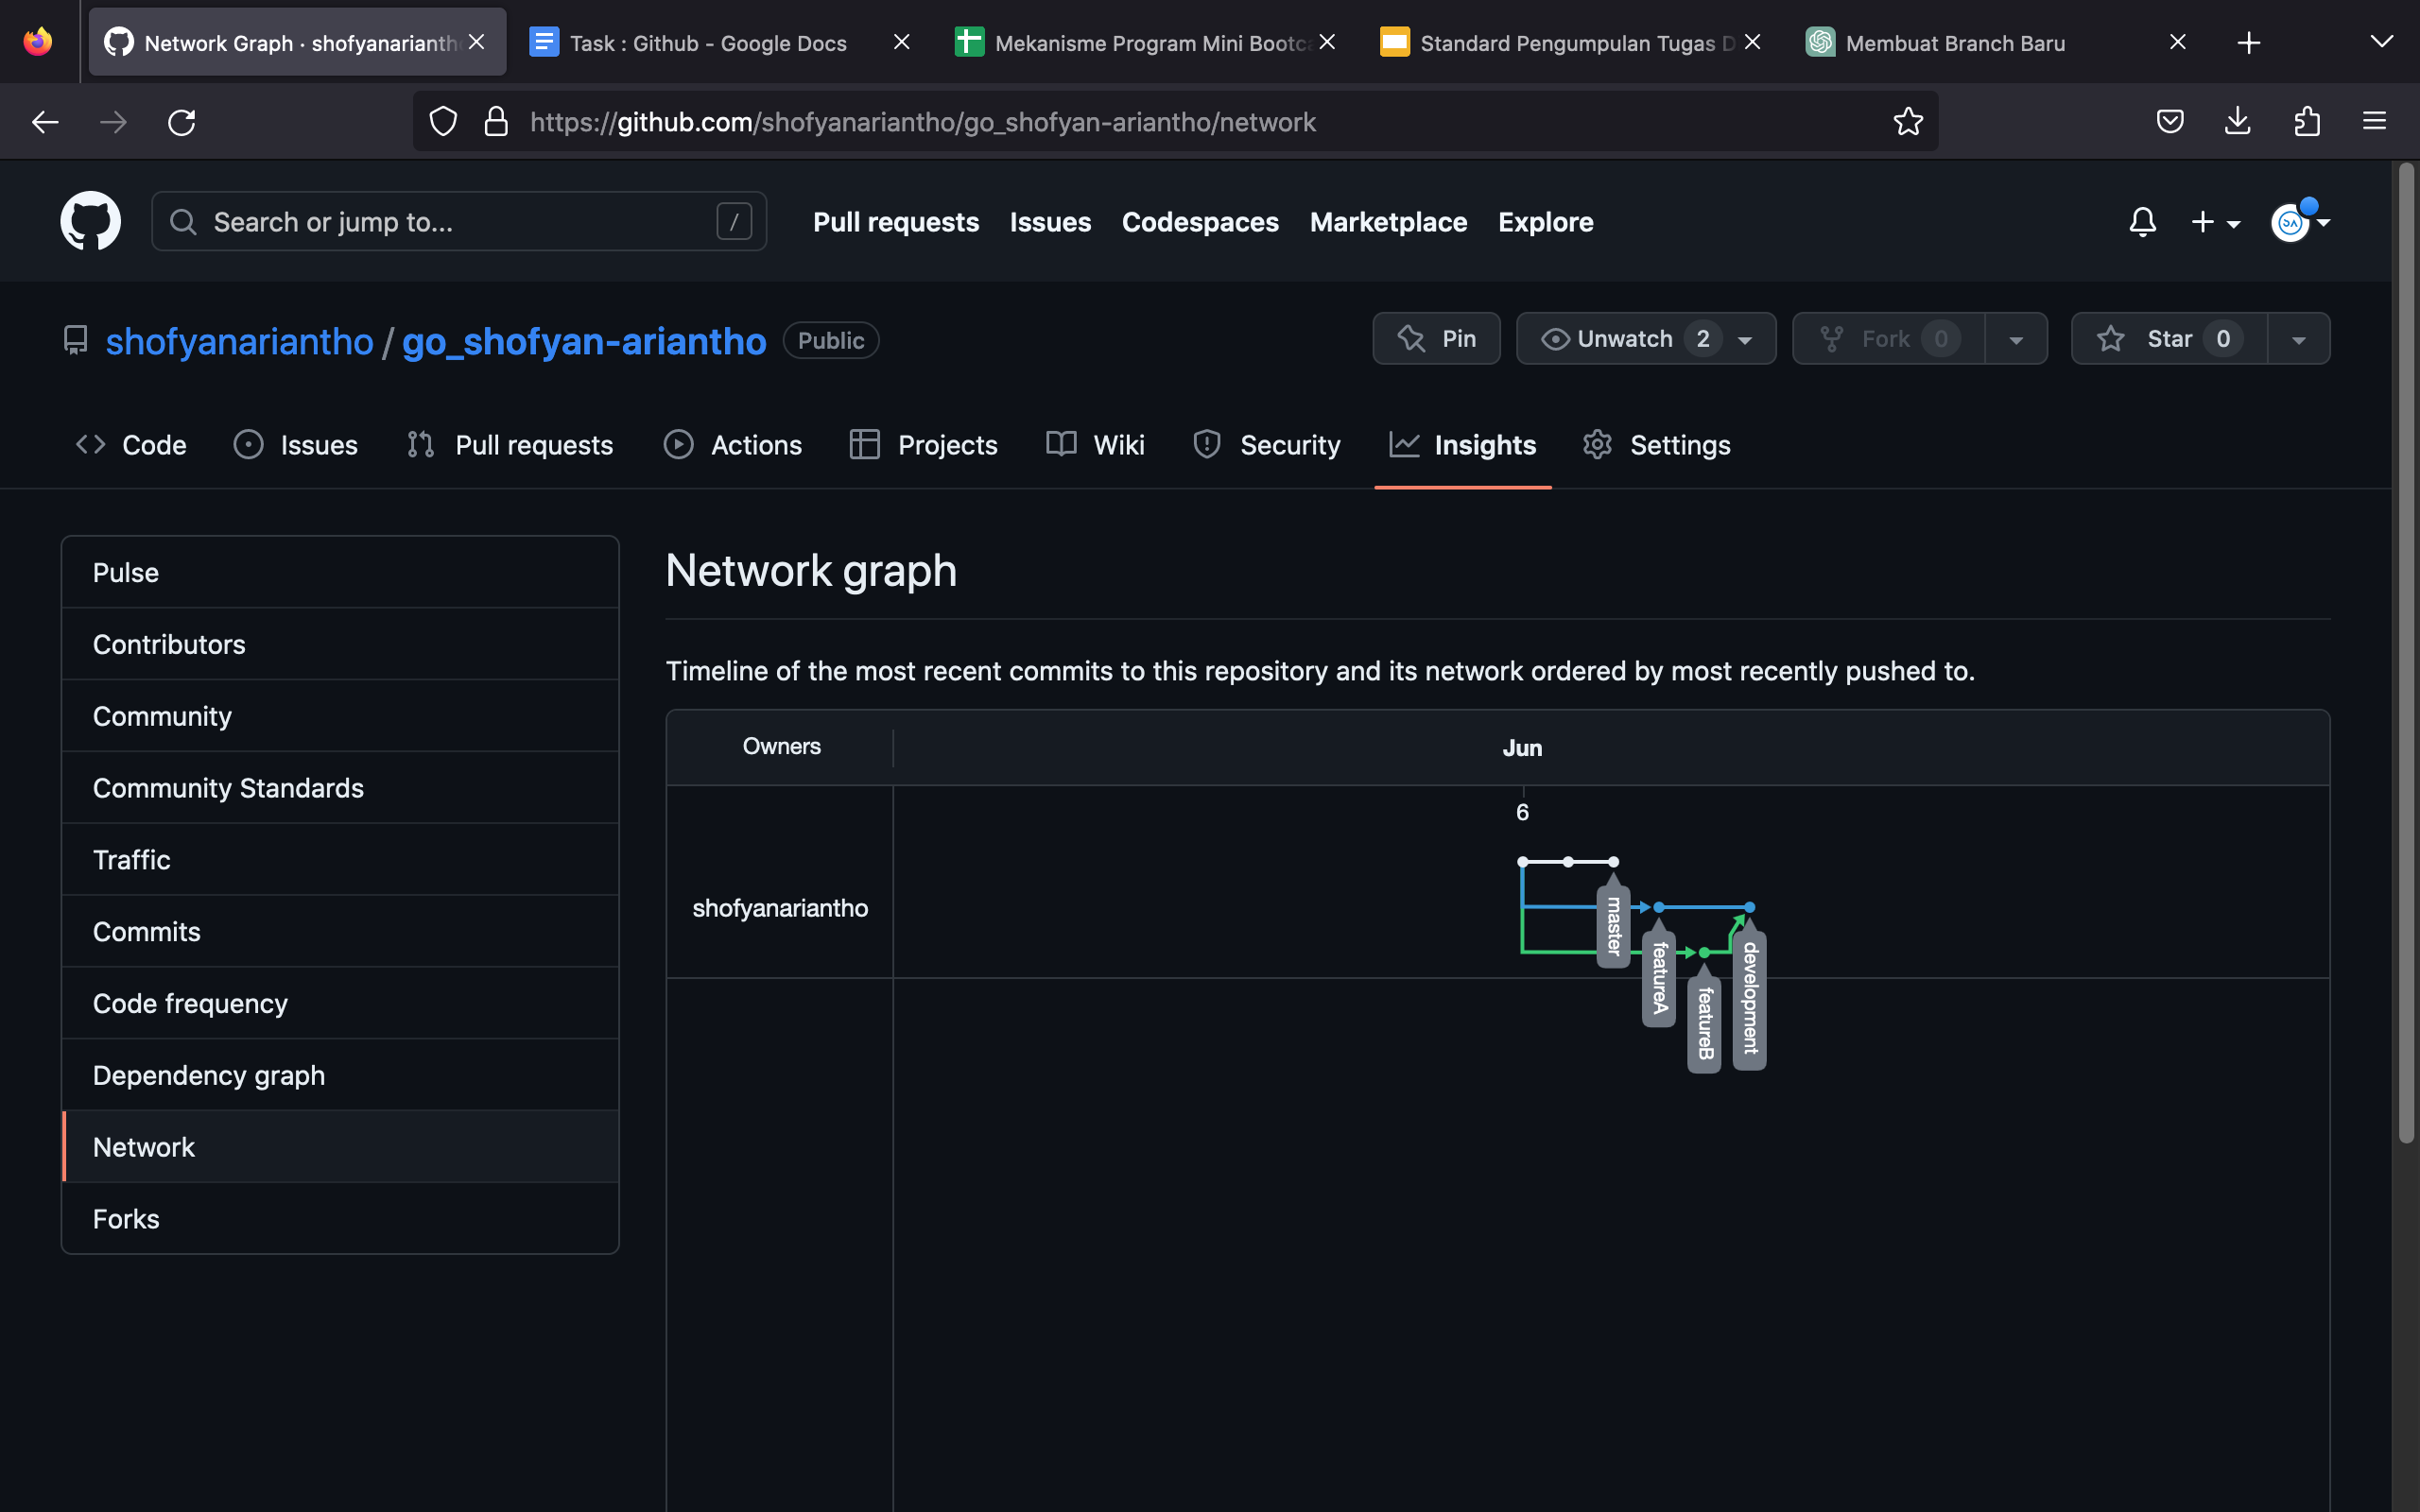 Network Graph · shofyanarianth
Task : Github - Google Docs
Mekanisme Program Mini Bootc
Standard Pengumpulan Tugas D
Membuat Branch Baru
https://github.com/shofyanariantho/go_shofyan-ariantho/network
Search or jump to...
/
Pull requests
Issues
Codespaces
Marketplace
Explore
shofyanariantho / go_shofyan-ariantho
Public
Pin
Unwatch 2
Fork 0
Star 0
Code
Issues
Pull requests
Actions
Projects
Wiki
Security
Insights
Settings
Pulse
Contributors
Community
Community Standards
Traffic
Commits
Code frequency
Dependency graph
Network
Forks
Network graph
Timeline of the most recent commits to this repository and its network ordered by most recently pushed to.
Owners
Jun
6
shofyanariantho
master
featureA
featureB
development